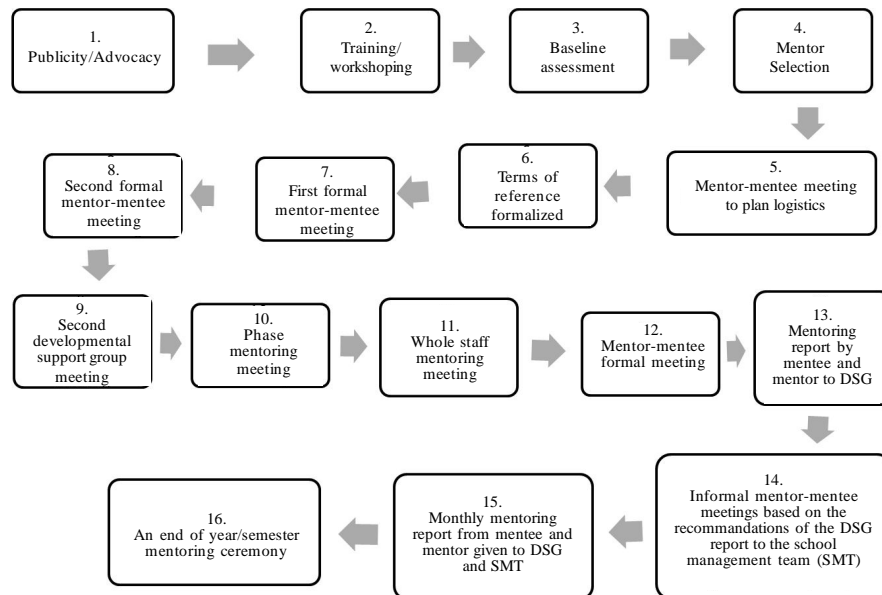 1.
Publicity/Advocacy
2.
Training/
workshoping
3.
Baseline
assessment
4.
Mentor
Selection
5.
Mentor-mentee meeting
to plan logistics
6.
Terms of
reference
formalized
7.
First formal
mentor-mentee
meeting
8.
Second formal
mentor-mentee
meeting
9.
Second
developmental
support group
meeting
10.
Phase
mentoring
meeting
11.
Whole staff
mentoring
meeting
12.
Mentor-mentee
formal meeting
13.
Mentoring
report by
mentee and
mentor to DSG
14.
Informal mentor-mentee
meetings based on the
recommandations of the DSG
report to the school
management team (SMT)
15.
Monthly mentoring
report from mentee and
mentor given to DSG
and SMT
16.
An end of year/semester
mentoring ceremony